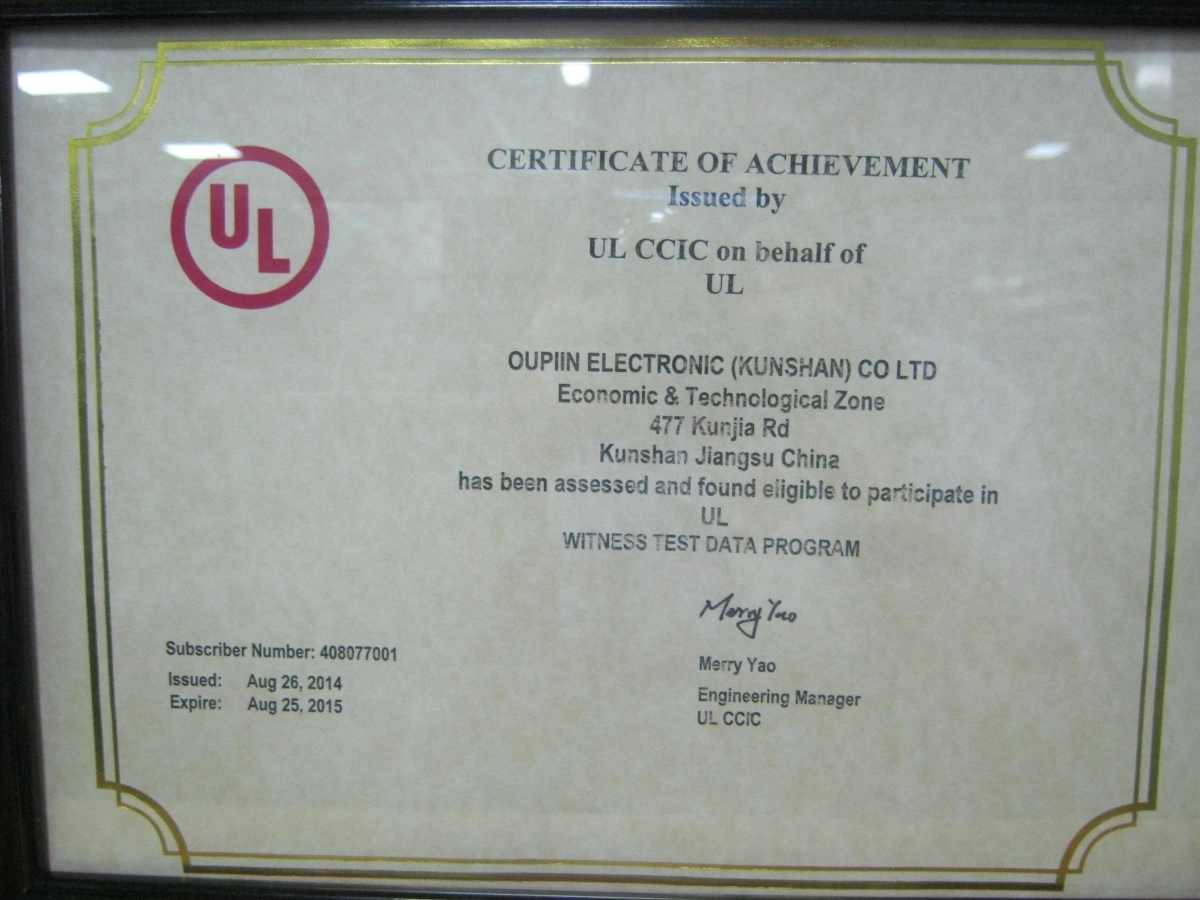 UL
CERTIFICATE OF ACHIEVEMENT
Issued by
UL CCIC on behalf of
UL
OUPIIN ELECTRONIC (KUNSHAN) CO LTD
Economic & Technological Zone
477 Kunjia Rd
Kunshan Jiangsu China
has been assessed and found eligible to participate in
UL
WITNESS TEST DATA PROGRAM
Merry Yao
Merry Yao
Engineering Manager
UL CCIC
Subscriber Number: 408077001
Issued: Aug 26, 2014
Expire: Aug 25, 2015